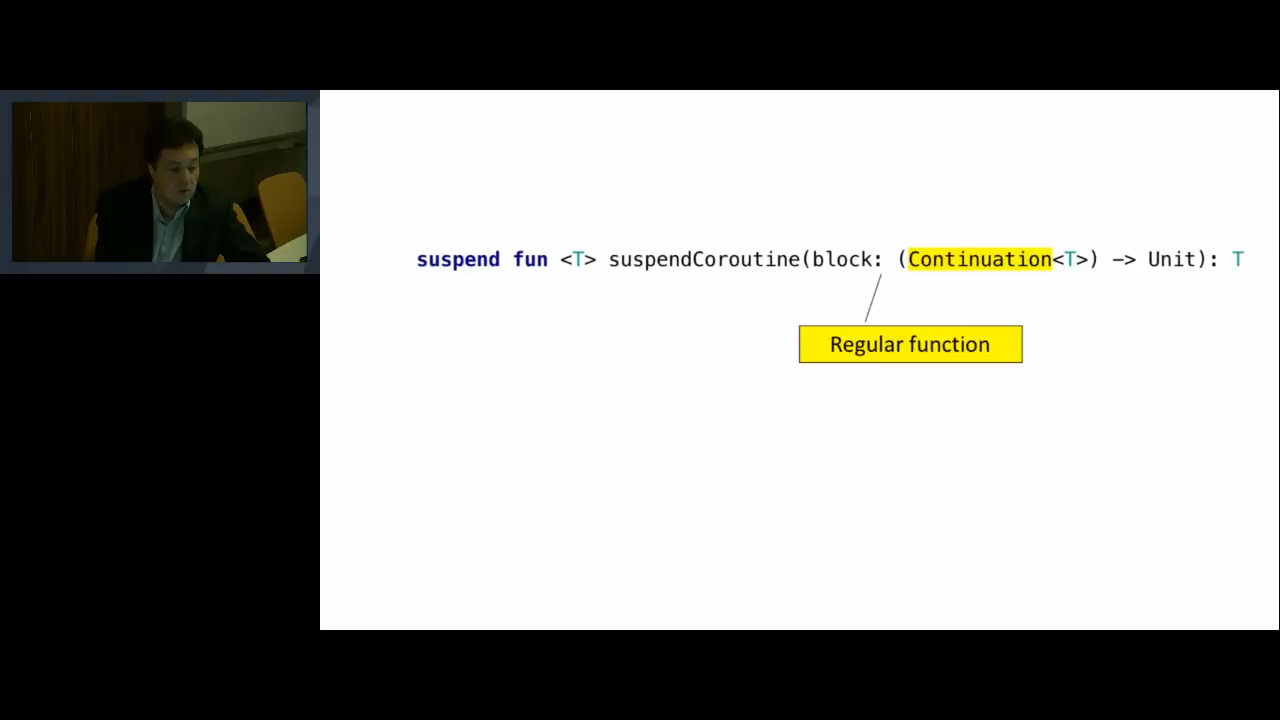 suspend fun <T> suspendCoroutine(block: (Continuation<T>) –> Unit): T
Regular function